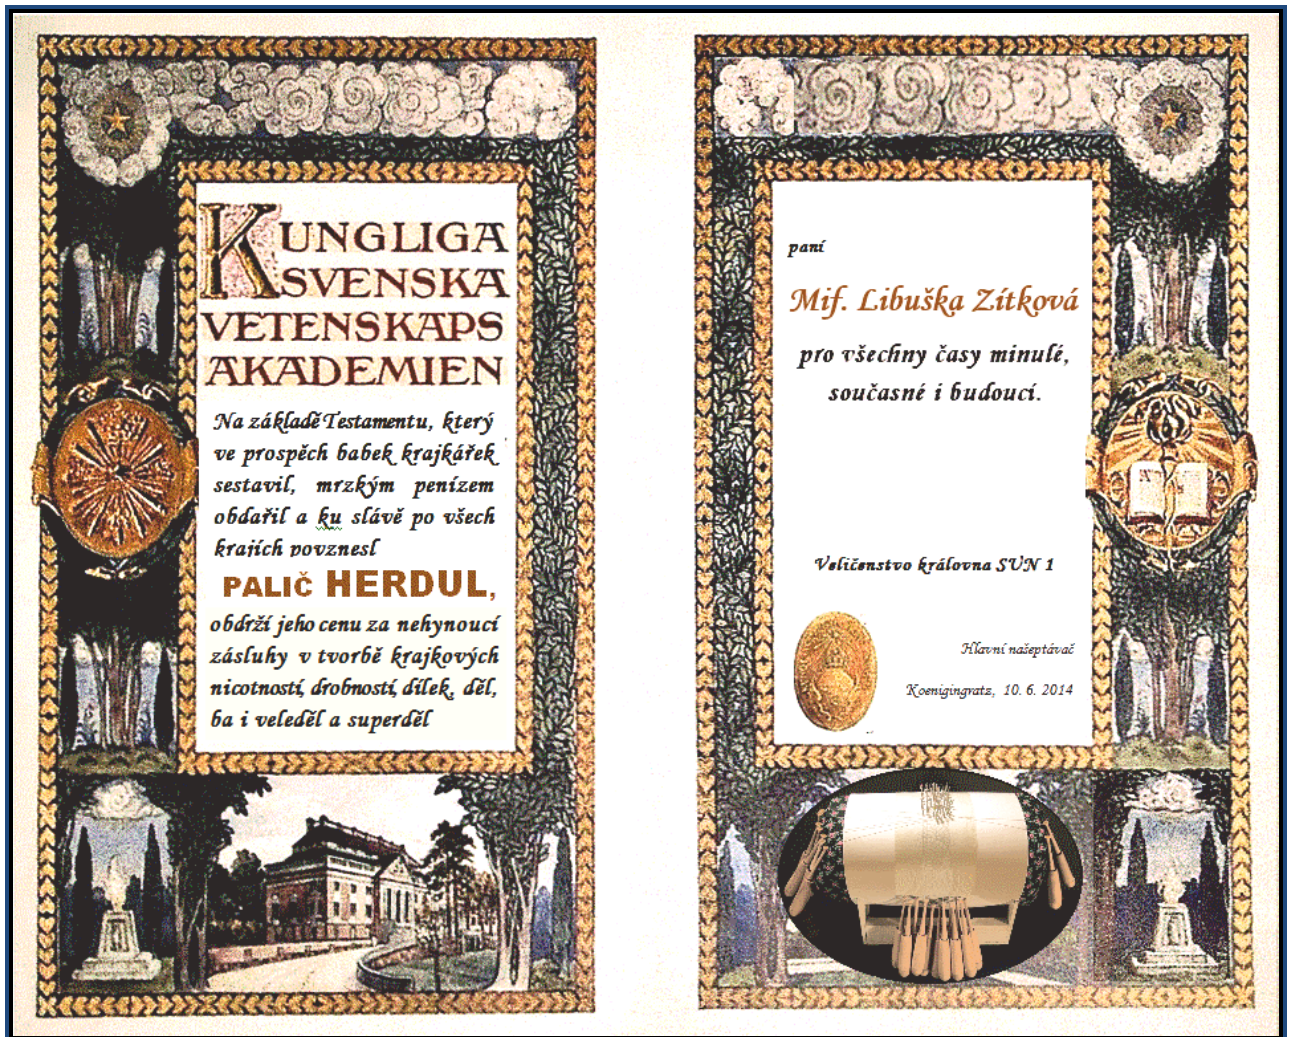 KUNGLIGA
SVENSKA
VETENSKAPS
AKADEMIEN
Na základě Testamentu, který
ve prospěch babek krajkářek
sestavil, mrzkým penízem
obdařil a ku slávě po všech
krajích povznesl
PALIČ HERDUL,
obdrží jeho cenu za nehynoucí
zásluhy v tvorbě krajkových
nicotností, drobností, dílek, děl,
ba i veleděl a superděl
paní
Mif. Libuška Zítková
pro všechny časy minulé,
současné i budoucí.
Veličenstvo královna SUN 1
Hlavní našeptávač
Koenigingratz, 10. 6. 2014